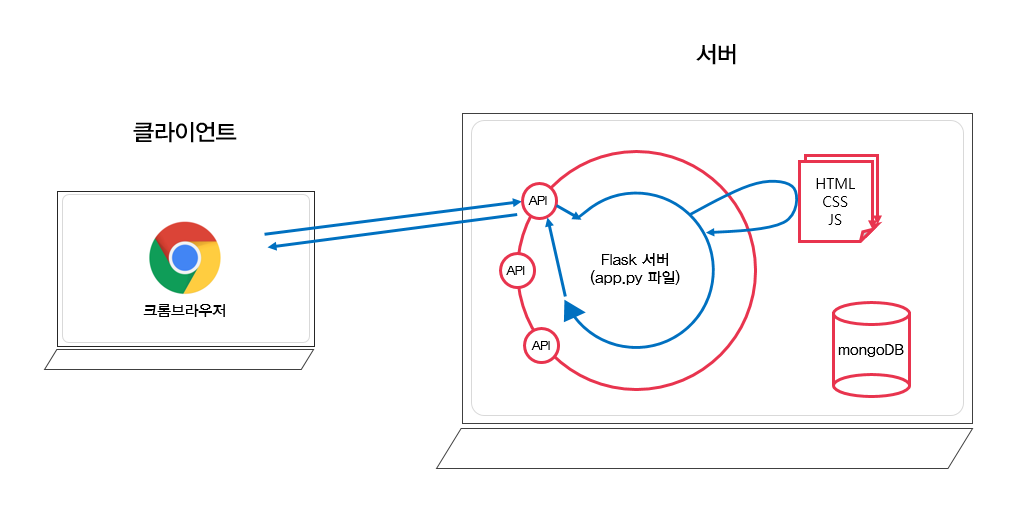 서버
클라이언트
크롬브라우저
API
API
API
Flask 서버
(app.py 파일)
HTML
CSS
JS
mongoDB